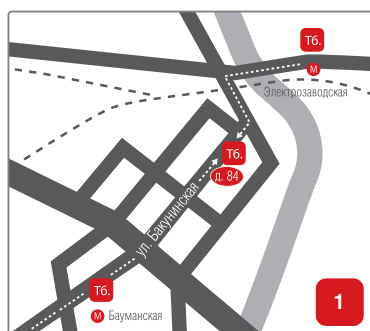 Тб.
М
Электрозаводская
Тб.
д. 84
ул. Бакунинская
Тб.
М Бауманская
1